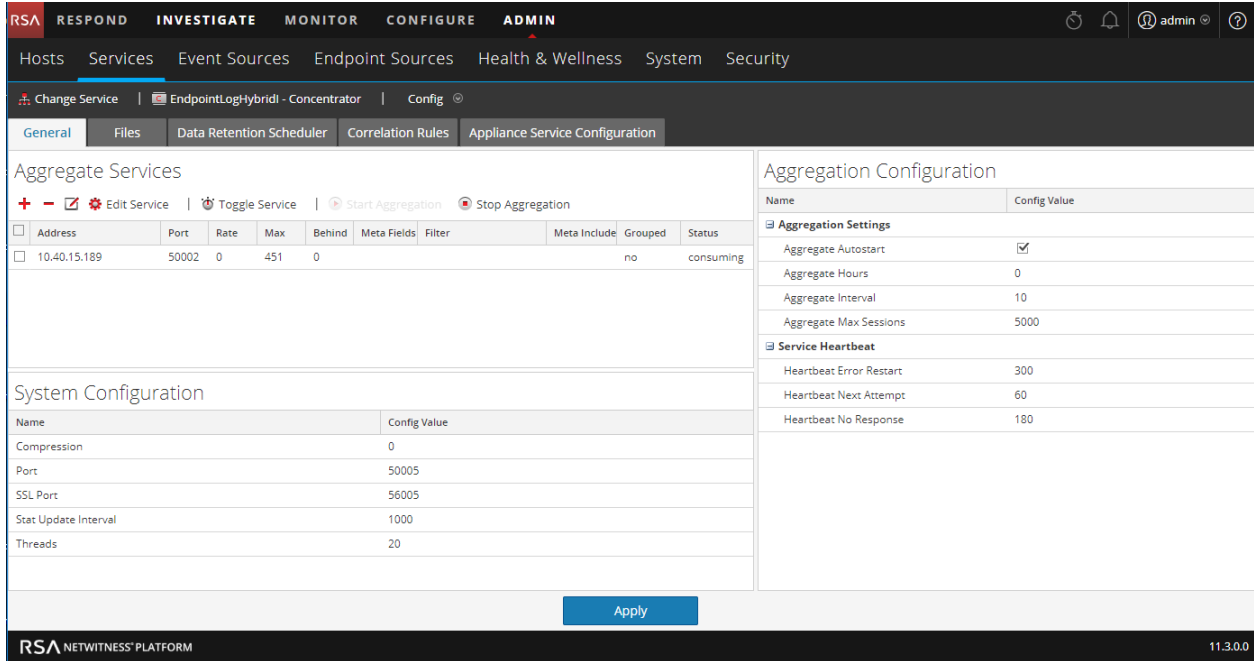 RSA RESPOND INVESTIGATE MONITOR CONFIGURE ADMIN admin ?
Hosts Services Event Sources Endpoint Sources Health & Wellness System Security
Change Service | EndpointLogHybridI - Concentrator | Config
General Files Data Retention Scheduler Correlation Rules Appliance Service Configuration
Aggregate Services
Edit Service | Toggle Service | Start Aggregation Stop Aggregation
Address Port Rate Max Behind Meta Fields Filter Meta Include Grouped Status
10.40.15.189 50002 0 451 0 no consuming
System Configuration
Name Config Value
Compression 0
Port 50005
SSL Port 56005
Stat Update Interval 1000
Threads 20
Aggregation Configuration
Name Config Value
Aggregation Settings
Aggregate Autostart
Aggregate Hours 0
Aggregate Interval 10
Aggregate Max Sessions 5000
Service Heartbeat
Heartbeat Error Restart 300
Heartbeat Next Attempt 60
Heartbeat No Response 180
Apply
RSA NETWITNESS® PLATFORM 11.3.0.0